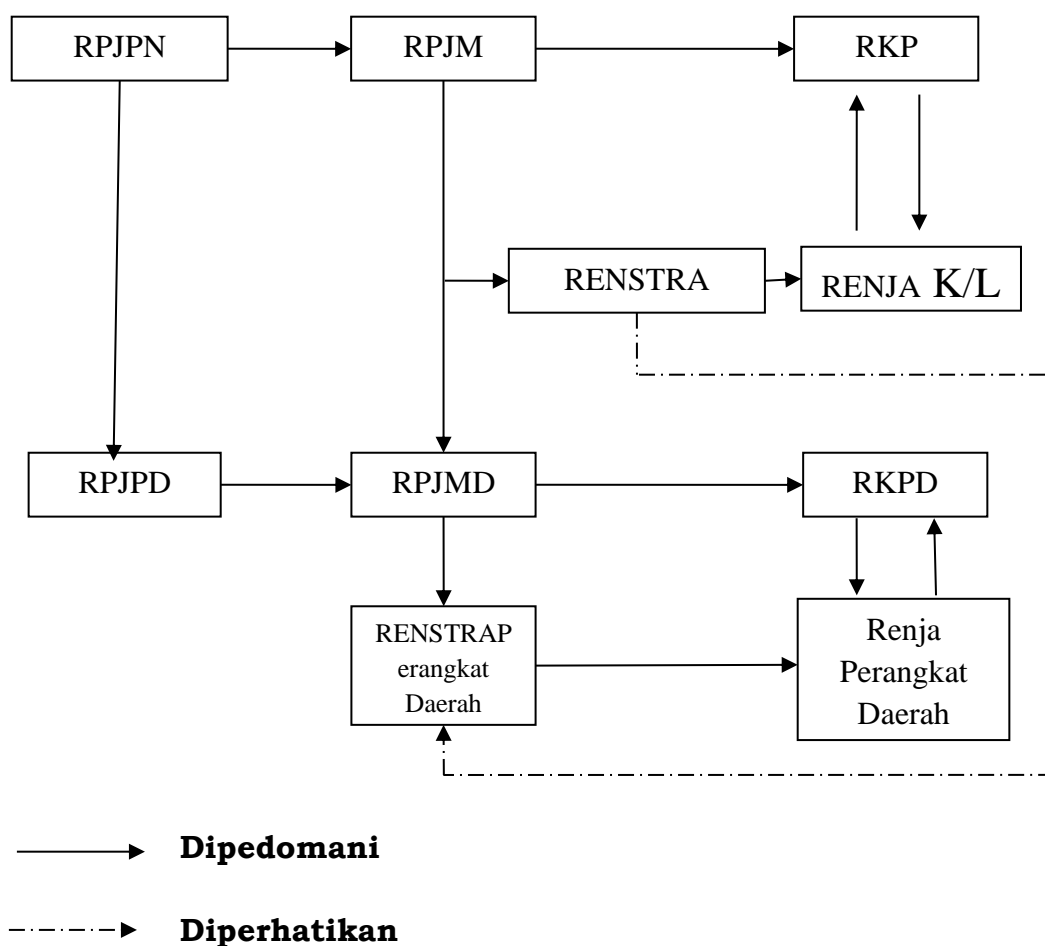 RPJPN
RPJM
RKP
RENSTRA
RENJA K/L
RPJPD
RPJMD
RKPD
RENSTRAP
erangkat
Daerah
Renja
Perangkat
Daerah
Dipedomani
Diperhatikan